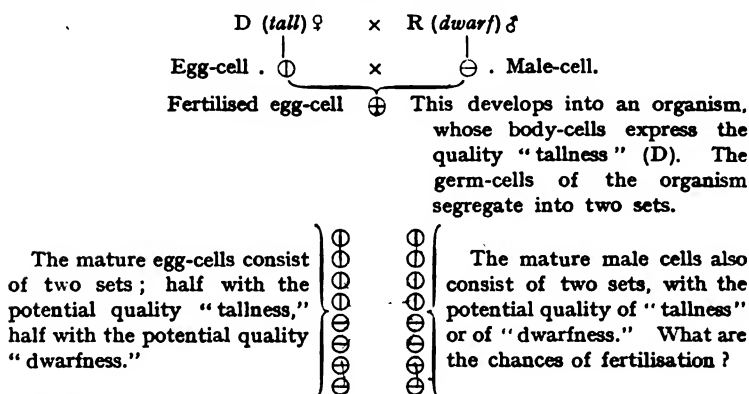 D (tall) ♀ × R (dwarf) ♂
Egg-cell . ⦶ × ⊖ . Male-cell.
Fertilised egg-cell ⊕ This develops into an organism,
whose body-cells express the
quality “tallness” (D). The
germ-cells of the organism
segregate into two sets.
The mature egg-cells consist
of two sets; half with the
potential quality “tallness,”
half with the potential quality
“dwarfness.”
The mature male cells also
consist of two sets, with the
potential quality of “tallness”
or of “dwarfness.” What are
the chances of fertilisation?